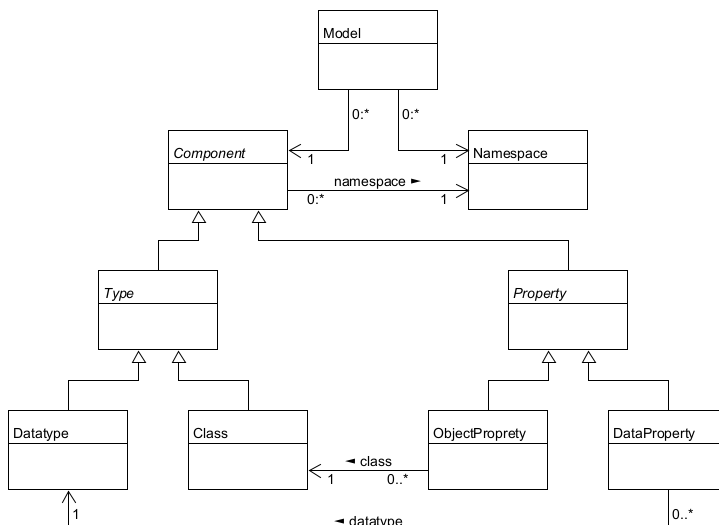 Model
0:* 0:*
Component
Namespace
1 1
namespace ►
0:* 1
Type
Property
Datatype
Class
ObjectProprety
DataProperty
◄ class
1 0..*
1 0..*
◄ datatype